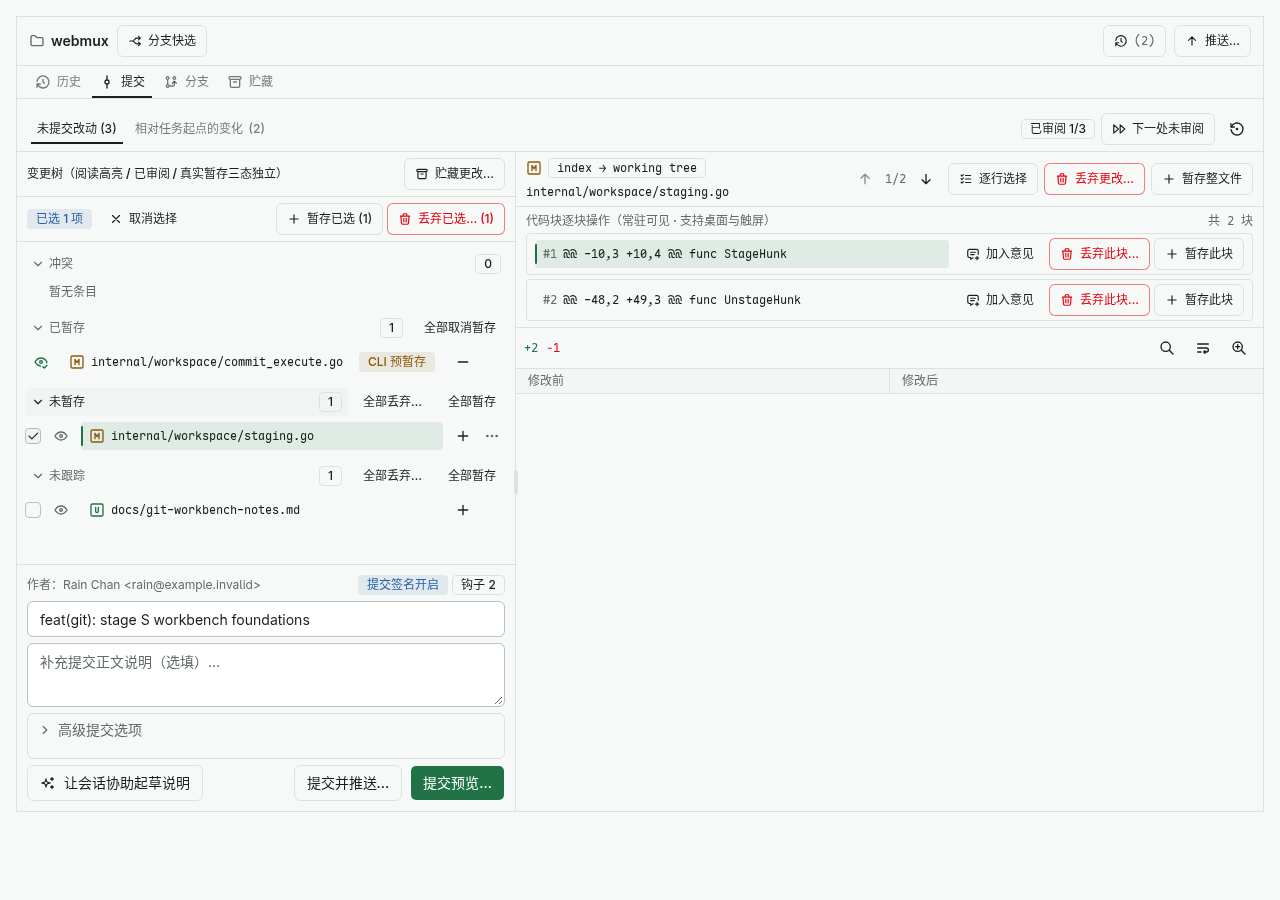 webmux 分支快选 (2) 推送...
历史 提交 分支 贮藏
未提交改动 (3) 相对任务起点的变化 (2) 已审阅 1/3 下一处未审阅
变更树（阅读高亮 / 已审阅 / 真实暂存三态独立） 贮藏更改...
已选 1 项 取消选择 暂存已选 (1) 丢弃已选... (1)
冲突 0
暂无条目
已暂存 1 全部取消暂存
M internal/workspace/commit_execute.go CLI 预暂存
未暂存 1 全部丢弃... 全部暂存
M internal/workspace/staging.go
未跟踪 1 全部丢弃... 全部暂存
U docs/git-workbench-notes.md
作者: Rain Chan <rain@example.invalid> 提交签名开启 钩子 2
feat(git): stage S workbench foundations
补充提交正文说明（选填）...
高级提交选项
让会话协助起草说明 提交并推送... 提交预览...
M index → working tree
internal/workspace/staging.go
1/2 逐行选择 丢弃更改... 暂存整文件
代码块逐块操作（常驻可见 · 支持桌面与触屏） 共 2 块
#1 @@ -10,3 +10,4 @@ func StageHunk 加入意见 丢弃此块... 暂存此块
#2 @@ -48,2 +49,3 @@ func UnstageHunk 加入意见 丢弃此块... 暂存此块
+2 -1
修改前 修改后